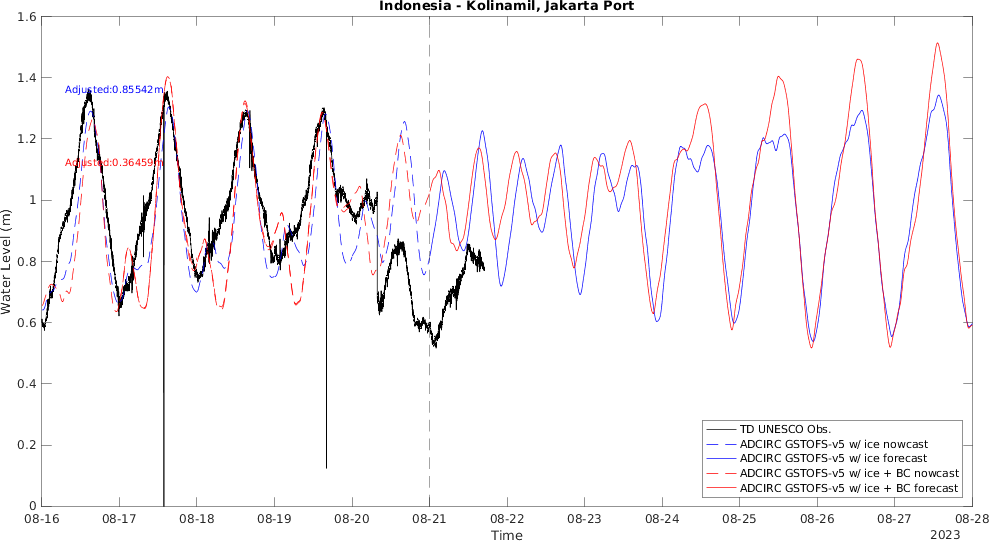 Indonesia - Kolinamil, Jakarta Port
1.6
1.4
1.2
1
0.8
0.6
0.4
0.2
0
Water Level (m)
Adjusted:0.85542m
Adjusted:0.36459m
TD UNESCO Obs.
ADCIRC GSTOFS-v5 w/ ice nowcast
ADCIRC GSTOFS-v5 w/ ice forecast
ADCIRC GSTOFS-v5 w/ ice + BC nowcast
ADCIRC GSTOFS-v5 w/ ice + BC forecast
08-16 08-17 08-18 08-19 08-20 08-21 08-22 08-23 08-24 08-25 08-26 08-27 08-28
Time
2023